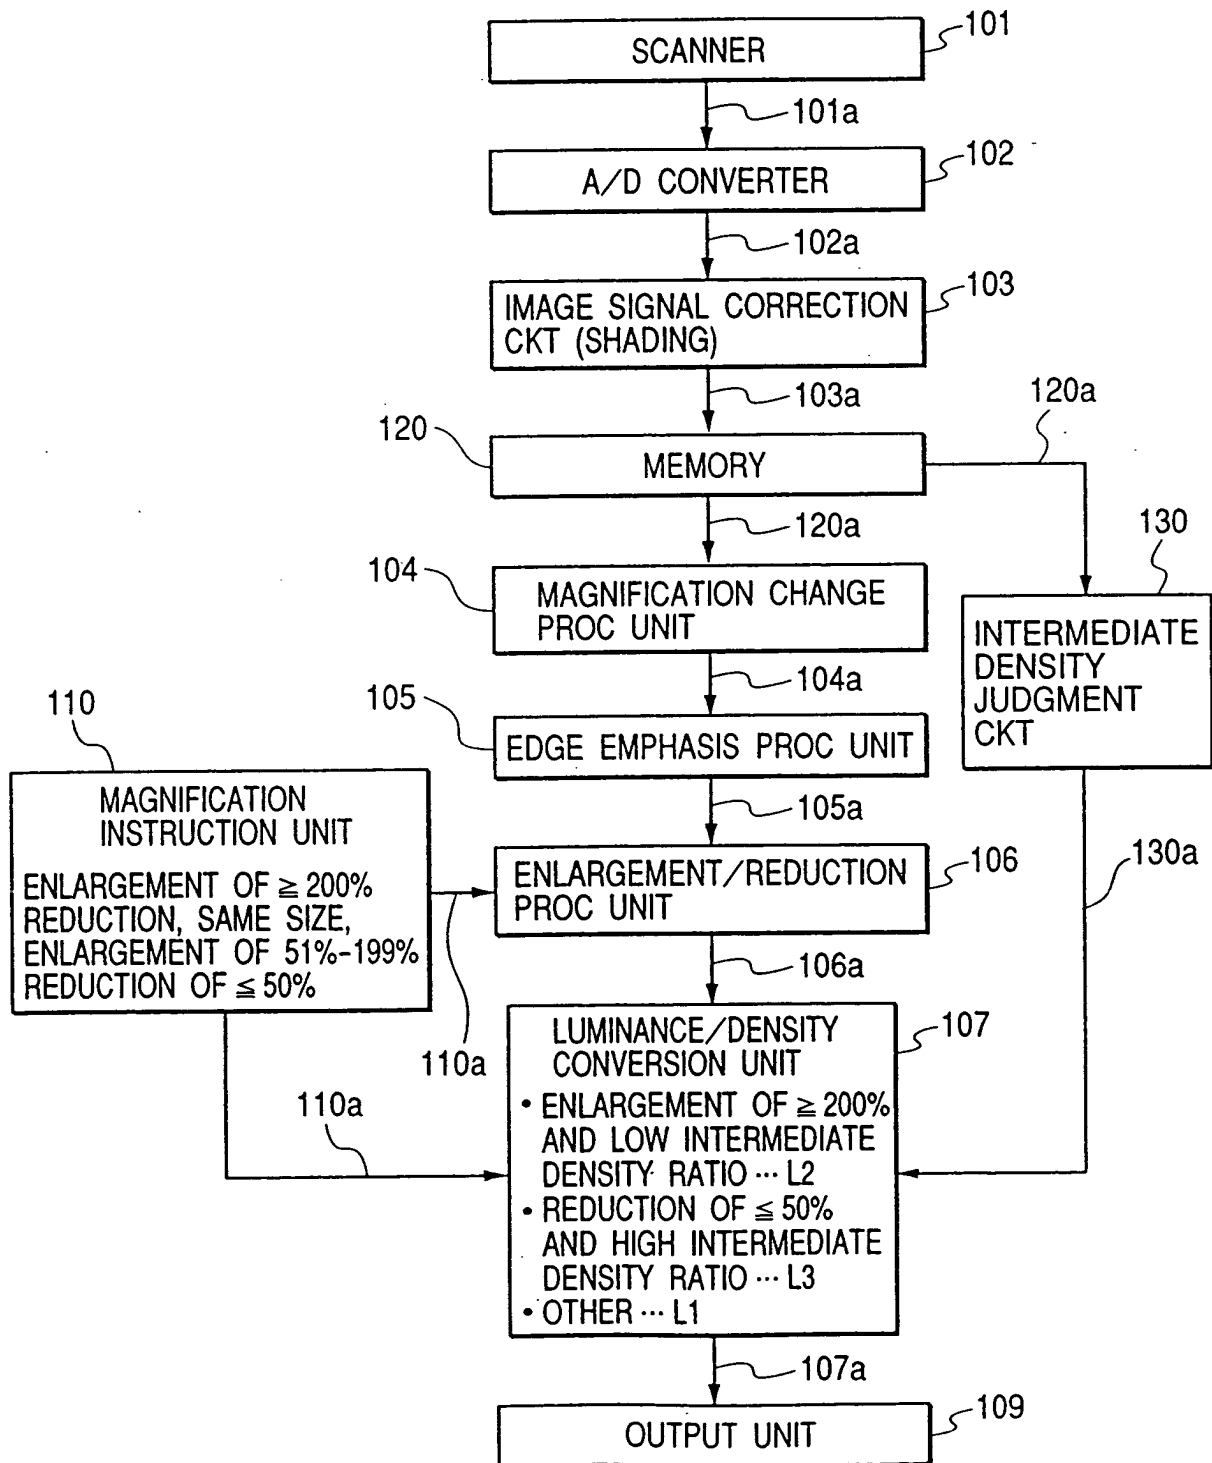 101
SCANNER
101a
102
A/D CONVERTER
102a
103
IMAGE SIGNAL CORRECTION
CKT (SHADING)
103a
120a
120
MEMORY
120a
130
104
MAGNIFICATION CHANGE
PROC UNIT
INTERMEDIATE
DENSITY
JUDGMENT
CKT
104a
110
105
EDGE EMPHASIS PROC UNIT
105a
MAGNIFICATION
INSTRUCTION UNIT
ENLARGEMENT OF ≧ 200%
REDUCTION, SAME SIZE,
ENLARGEMENT OF 51%-199%
REDUCTION OF ≦ 50%
106
ENLARGEMENT/REDUCTION
PROC UNIT
130a
106a
110a
110a
107
LUMINANCE/DENSITY
CONVERSION UNIT
• ENLARGEMENT OF ≧ 200%
AND LOW INTERMEDIATE
DENSITY RATIO ··· L2
• REDUCTION OF ≦ 50%
AND HIGH INTERMEDIATE
DENSITY RATIO ··· L3
• OTHER ··· L1
107a
109
OUTPUT UNIT